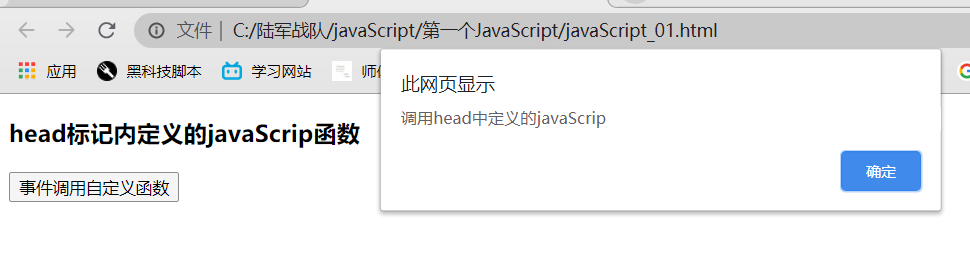 文件 | C:/陆军战队/javaScript/第一个JavaScript/javaScript_01.html
应用 黑科技脚本 学习网站
此网页显示
调用head中定义的javaScrip
确定
head标记内定义的javaScrip函数
事件调用自定义函数